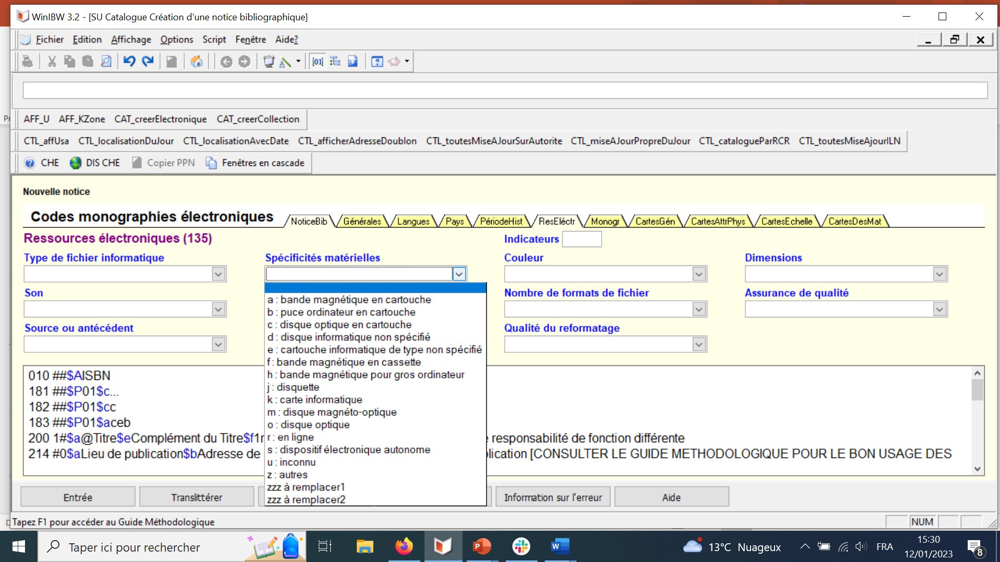 WinIBW 3.2 - [SU Catalogue Création d'une notice bibliographique]
Fichier Edition Affichage Options Script Fenêtre Aide?
AFF_U AFF_KZone CAT_creerElectronique CAT_creerCollection
CTL_affUsa CTL_localisationDuJour CTL_localisationAvecDate CTL_afficherAdresseDoublon CTL_toutesMiseAJourSurAutorite CTL_miseAJourPropreDuJour CTL_catalogueParRCR CTL_toutesMiseAjourILN
CHE DIS CHE Copier PPN Fenêtres en cascade
Nouvelle notice
Codes monographies électroniques NoticeBib Générales Langues Pays PériodeHist ResEléctr Monogr CartesGén CartesAttrPhys CartesEchelle CartesDesMat
Ressources électroniques (135) Indicateurs
Type de fichier informatique Spécificités matérielles Couleur Dimensions
Son Nombre de formats de fichier Assurance de qualité
Source ou antécédent Qualité du reformatage
a : bande magnétique en cartouche
b : puce ordinateur en cartouche
c : disque optique en cartouche
d : disque informatique non spécifié
e : cartouche informatique de type non spécifié
f : bande magnétique en cassette
h : bande magnétique pour gros ordinateur
j : disquette
k : carte informatique
m : disque magnéto-optique
o : disque optique
r : en ligne
s : dispositif électronique autonome
u : inconnu
z : autres
zzz à remplacer1
zzz à remplacer2
010 ##$AISBN
181 ##$P01$c...
182 ##$P01$cc
183 ##$P01$aceb
200 1#$a@Titre$eComplément du Titre$f1 responsabilité de fonction différente
214 #0$aLieu de publication$bAdresse de lication [CONSULTER LE GUIDE METHODOLOGIQUE POUR LE BON USAGE DES
Entrée Translittérer Information sur l'erreur Aide
Tapez F1 pour accéder au Guide Méthodologique NUM
Taper ici pour rechercher 13°C Nuageux FRA 15:30
12/01/2023 8